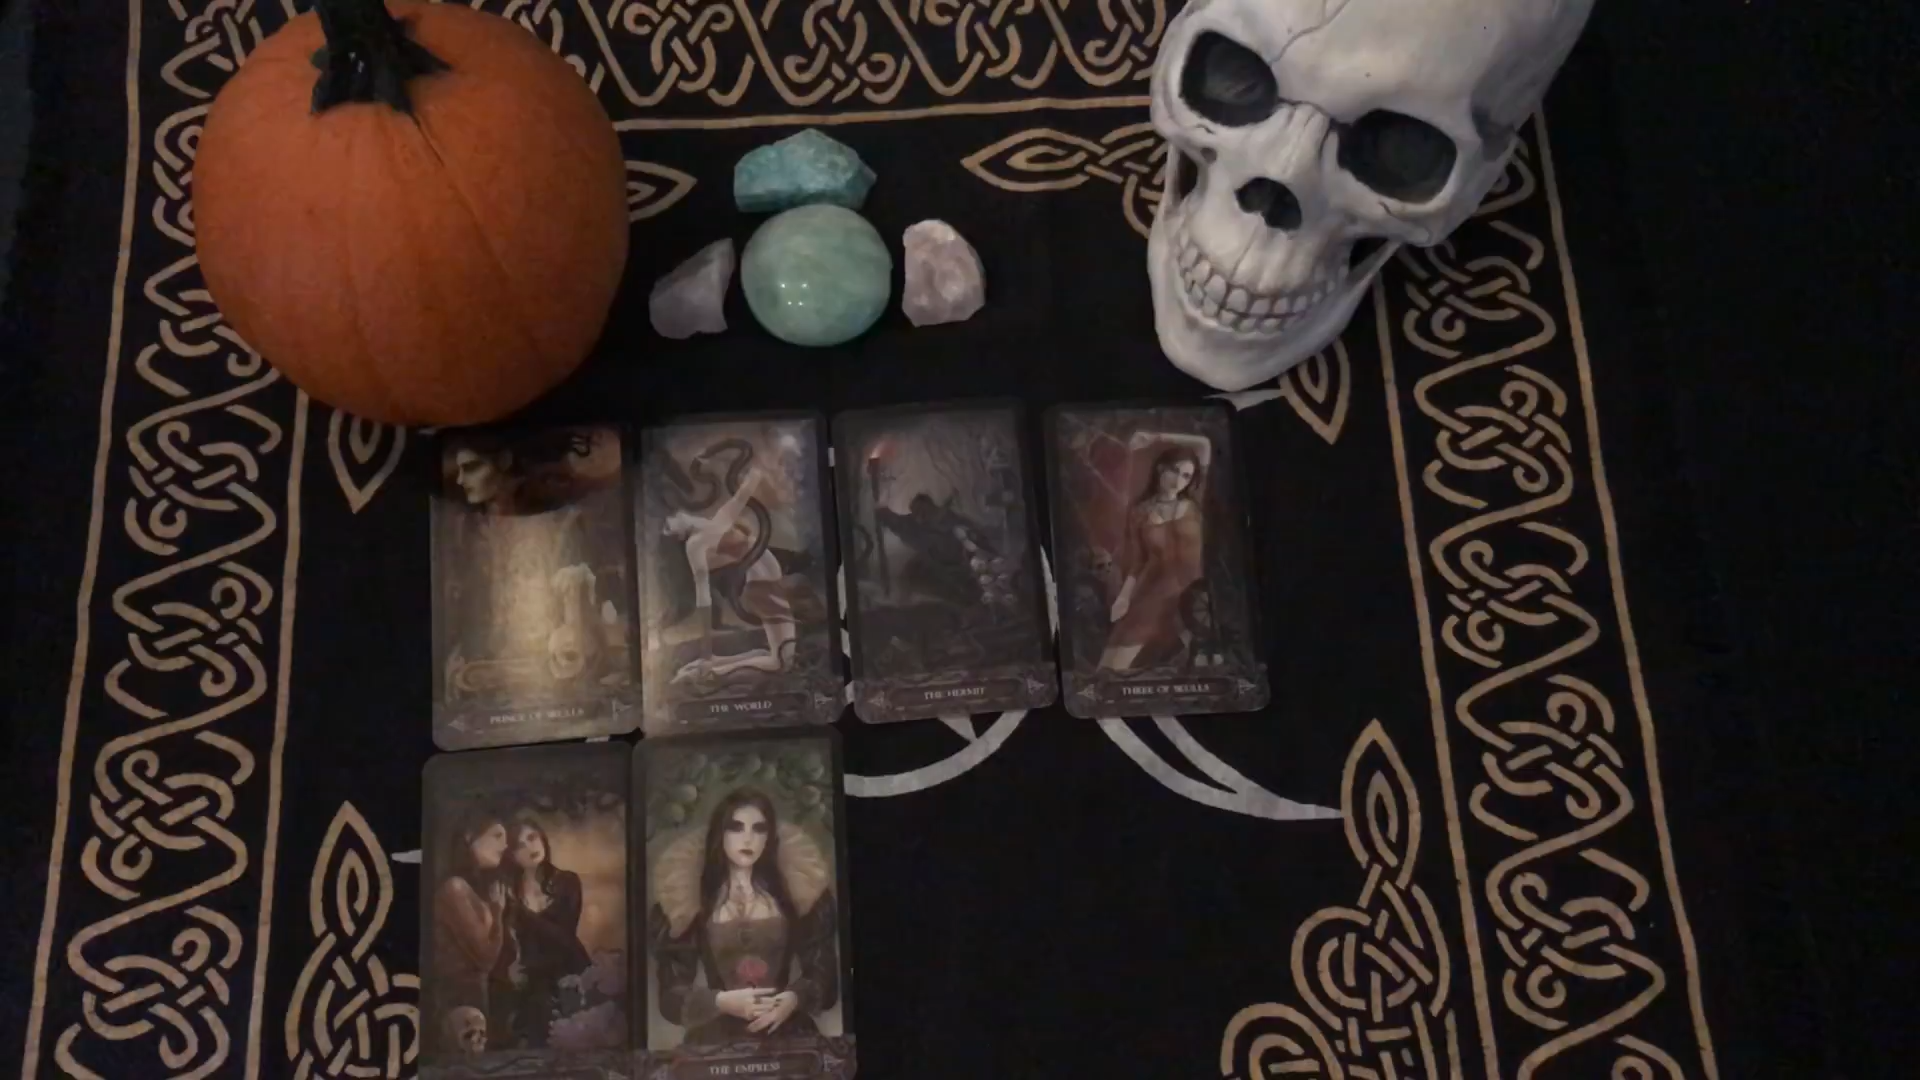 PRINCE OF SKULLS
THE WORLD
THE HERMIT
THREE OF SKULLS
THE EMPRESS